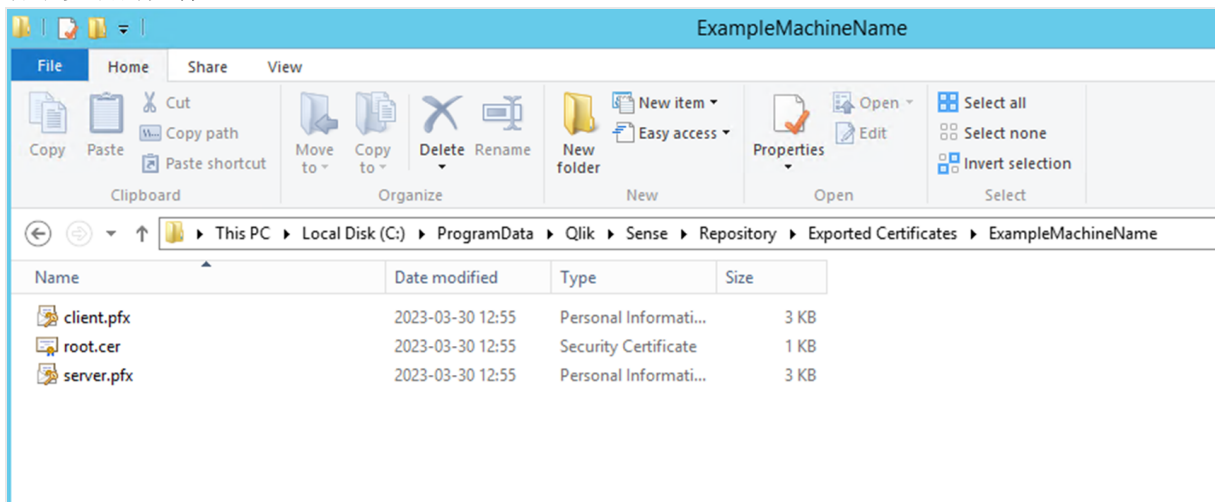 ExampleMachineName
File Home Share View
Copy
Paste
Cut
Copy path
Paste shortcut
Clipboard
Move to
Copy to
Delete
Rename
Organize
New folder
New item
Easy access
New
Properties
Open
Edit
Open
Select all
Select none
Invert selection
Select
This PC Local Disk (C:) ProgramData Qlik Sense Repository Exported Certificates ExampleMachineName
Name Date modified Type Size
client.pfx 2023-03-30 12:55 Personal Informati... 3 KB
root.cer 2023-03-30 12:55 Security Certificate 1 KB
server.pfx 2023-03-30 12:55 Personal Informati... 3 KB